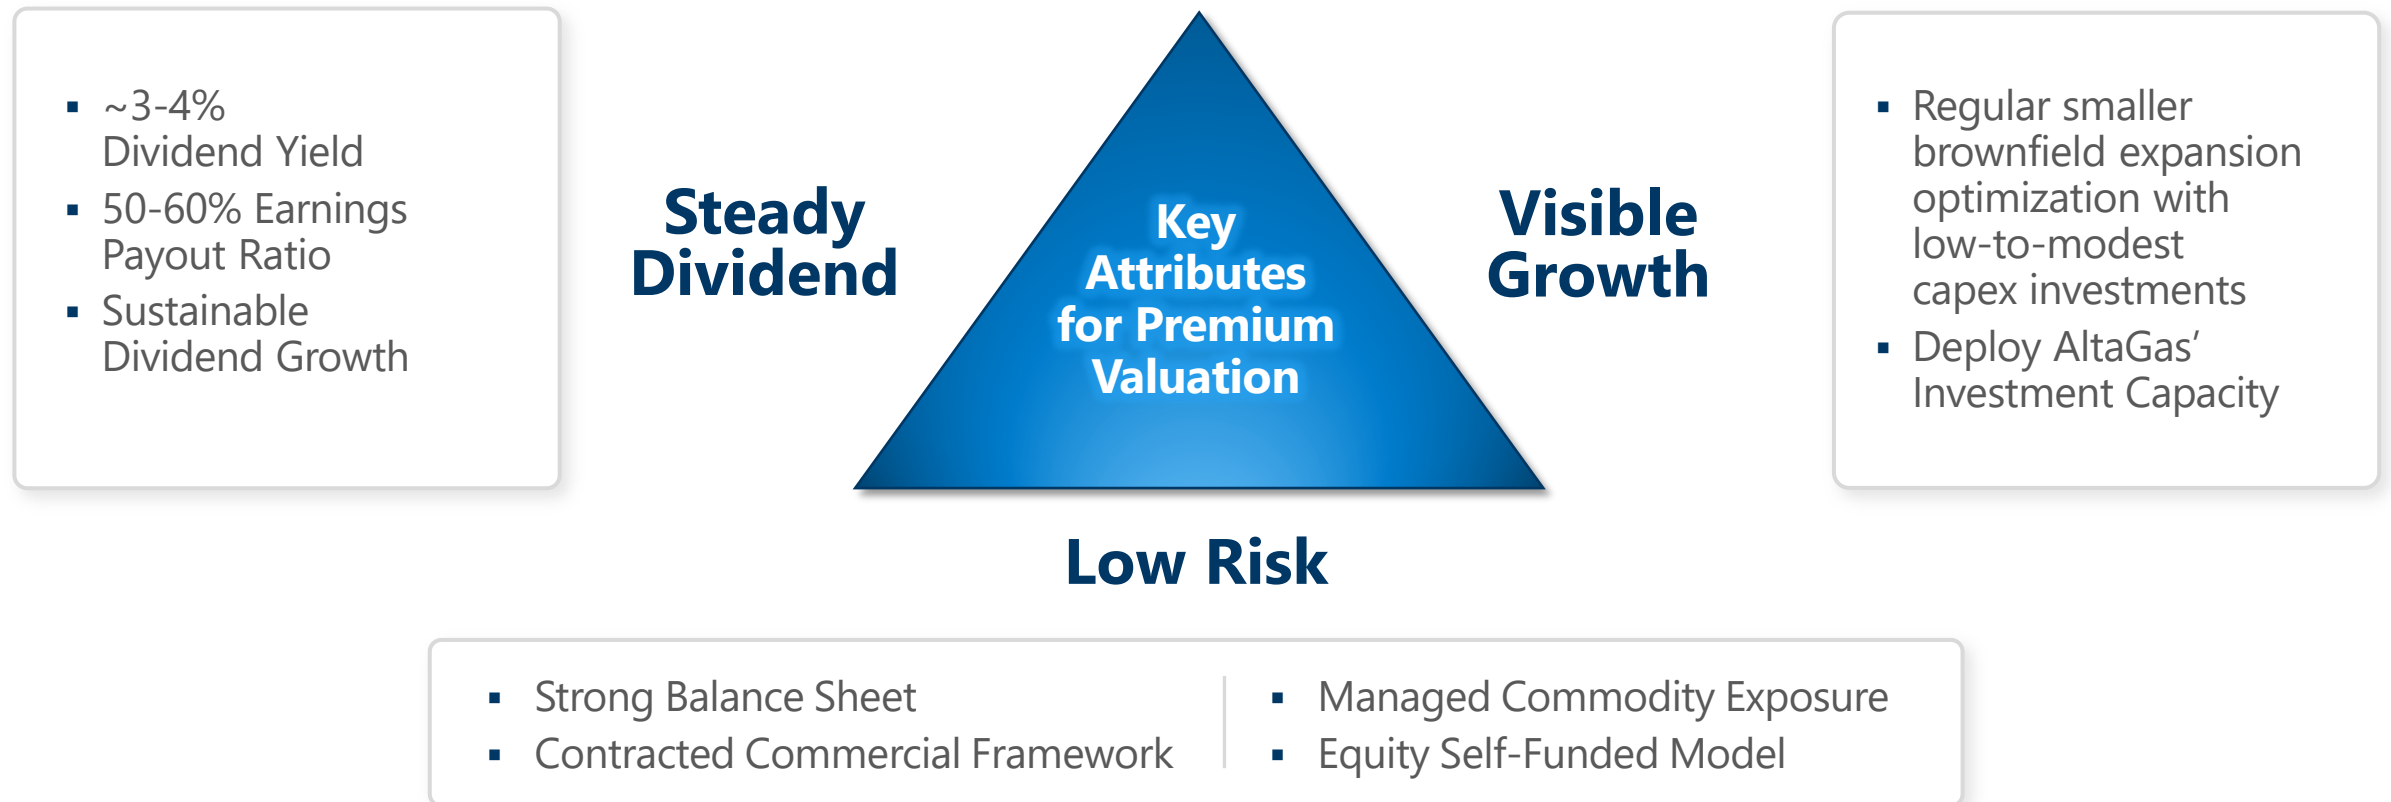 ▪ ~3-4%
Dividend Yield
▪ 50-60% Earnings
Payout Ratio
▪ Sustainable
Dividend Growth
Steady
Dividend
Key
Attributes
for Premium
Valuation
Visible
Growth
▪ Regular smaller
brownfield expansion
optimization with
low-to-modest
capex investments
▪ Deploy AltaGas’
Investment Capacity
Low Risk
▪ Strong Balance Sheet
▪ Contracted Commercial Framework
▪ Managed Commodity Exposure
▪ Equity Self-Funded Model